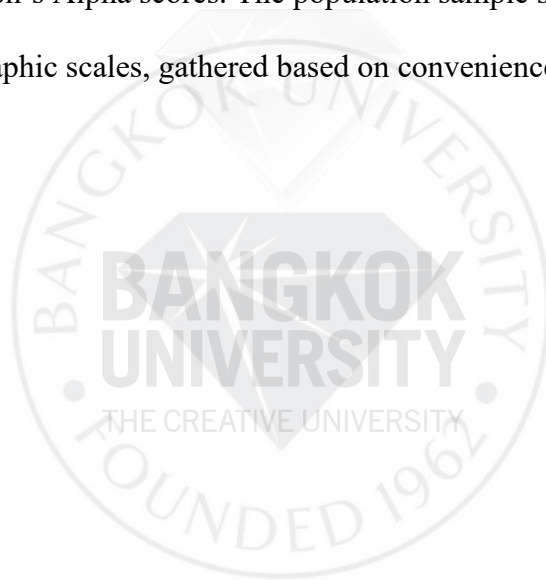 's Alpha scores. The population sample s
aphic scales, gathered based on convenience
BANGKOK UNIVERSITY
BANGKOK
UNIVERSITY
THE CREATIVE UNIVERSITY
FOUNDED 1962